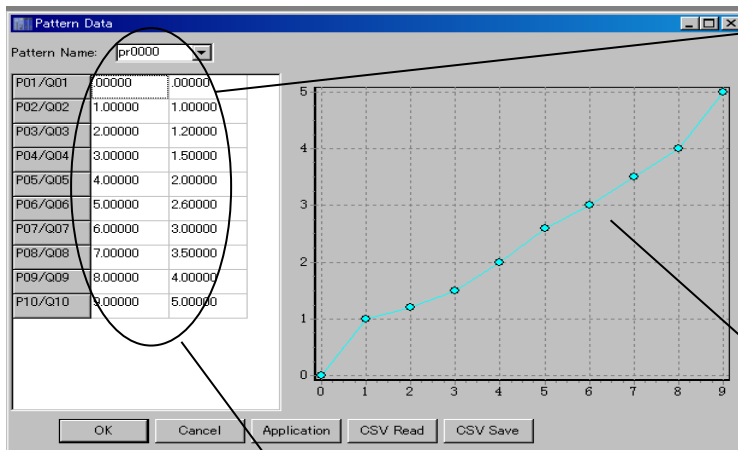 Pattern Data
Pattern Name: pr0000
P01/Q01 .00000 .00000
P02/Q02 1.00000 1.00000
P03/Q03 2.00000 1.20000
P04/Q04 3.00000 1.50000
P05/Q05 4.00000 2.00000
P06/Q06 5.00000 2.60000
P07/Q07 6.00000 3.00000
P08/Q08 7.00000 3.50000
P09/Q09 8.00000 4.00000
P10/Q10 9.00000 5.00000
5
4
3
2
1
0
0 1 2 3 4 5 6 7 8 9
OK Cancel Application CSV Read CSV Save